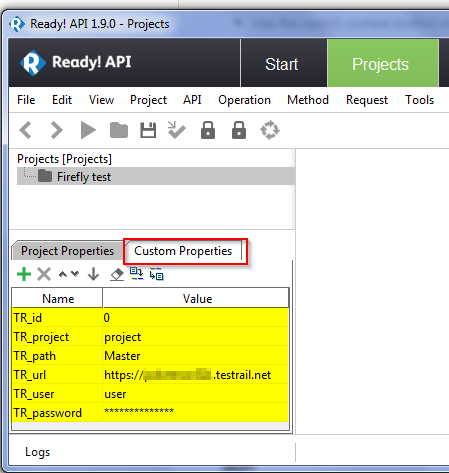 Ready! API 1.9.0 - Projects
Ready! API Start Projects
File Edit View Project API Operation Method Request Tools
Projects [Projects]
Firefly test
Project Properties Custom Properties
Name Value
TR_id 0
TR_project project
TR_path Master
TR_url https:// .testrail.net
TR_user user
TR_password **************
Logs